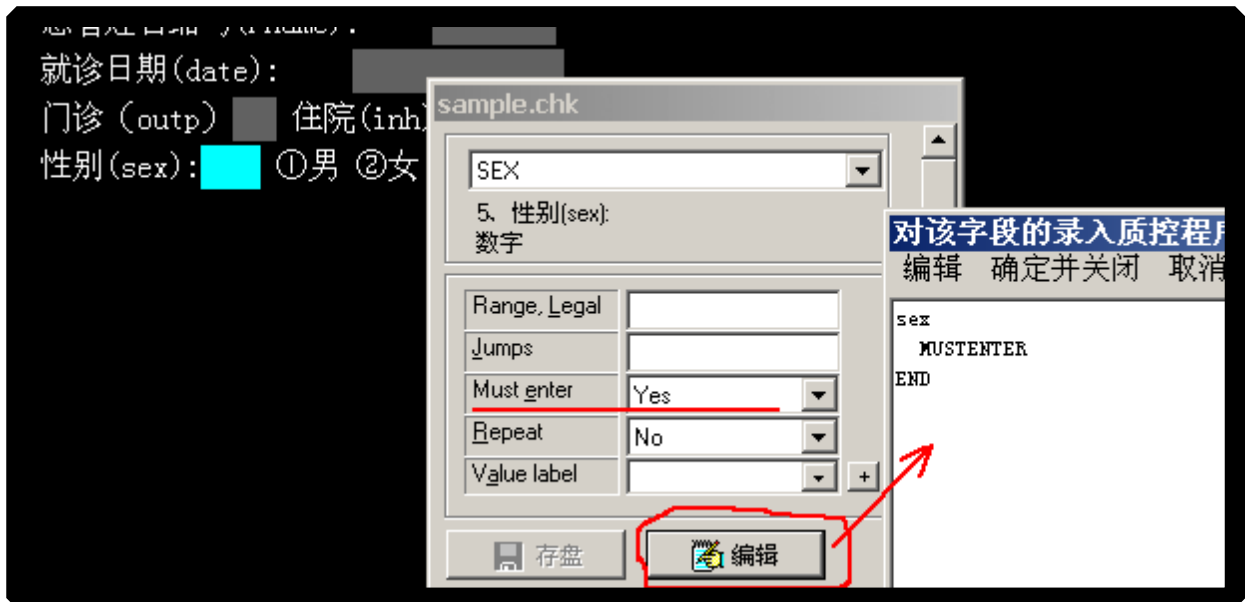 就诊日期(date):
门诊（outp） 住院(inh)
性别(sex): ①男 ②女
sample.chk
SEX
5、性别(sex):
数字
Range, Legal
Jumps
Must enter Yes
Repeat No
Value label +
存盘 编辑
对该字段的录入质控程序
编辑 确定并关闭 取消
sex
MUSTENTER
END